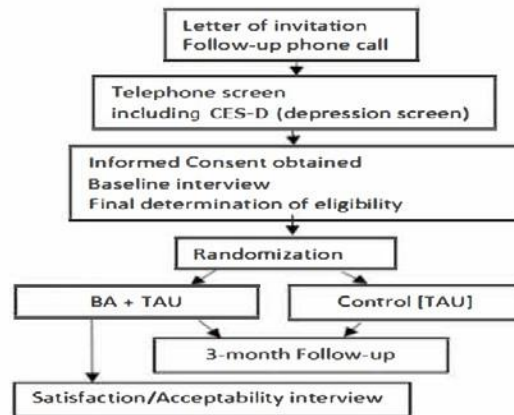 Letter of invitation
Follow-up phone call
Telephone screen
including CES-D (depression screen)
Informed Consent obtained
Baseline interview
Final determination of eligibility
Randomization
BA + TAU
Control [TAU]
3-month Follow-up
Satisfaction/Acceptability interview